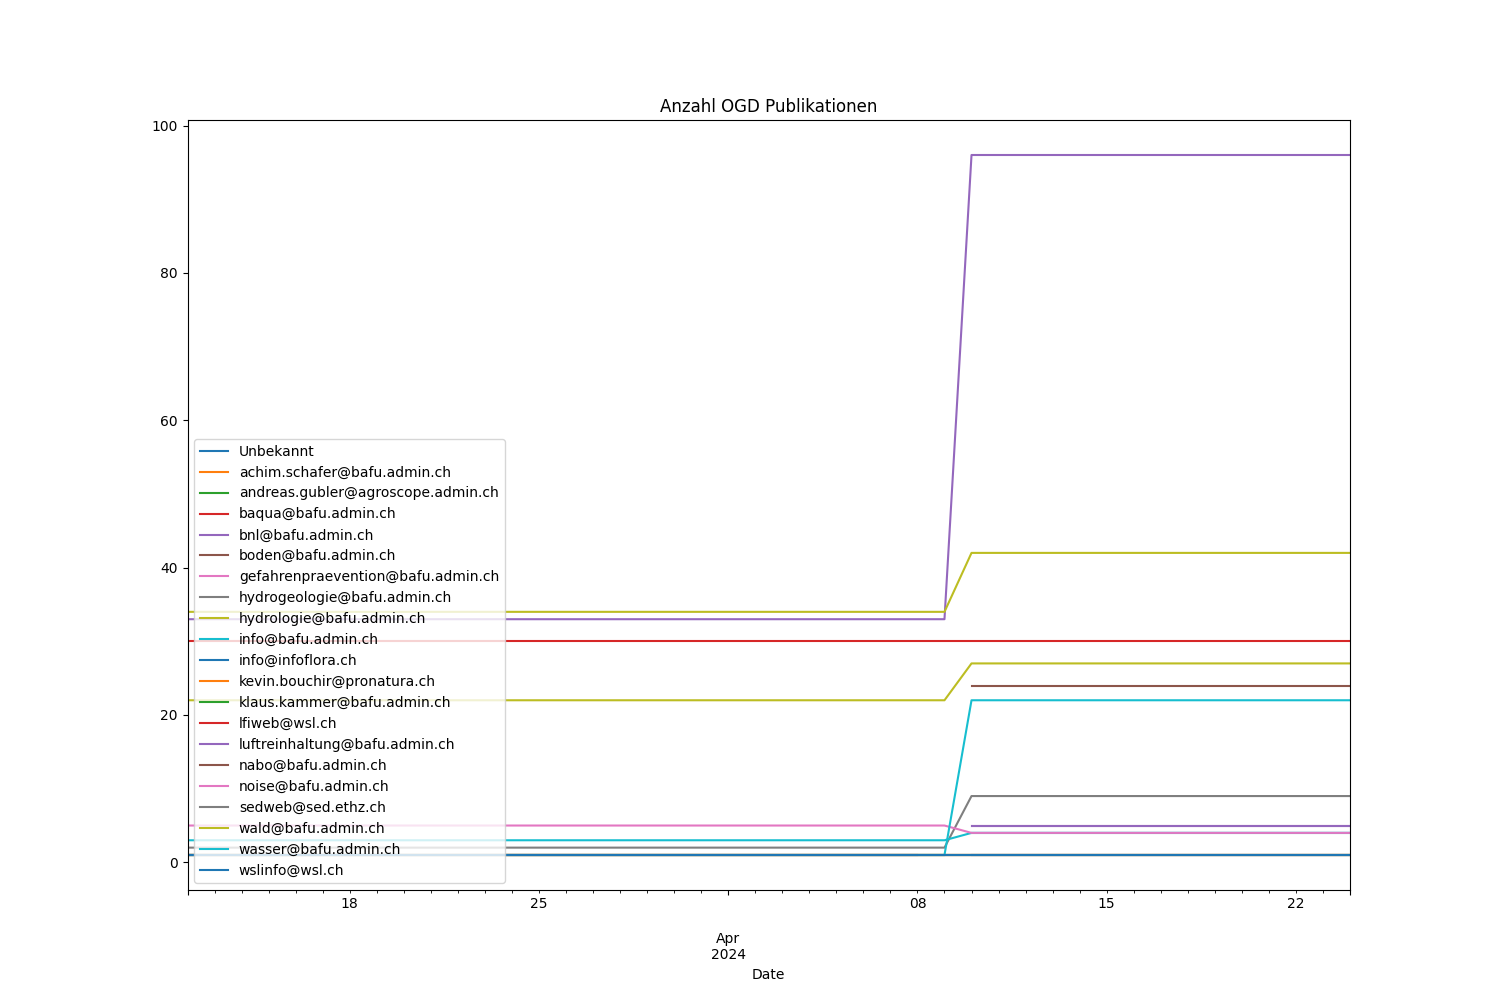 Anzahl OGD Publikationen
100
80
60
40
20
0
Unbekannt
achim.schafer@bafu.admin.ch
andreas.gubler@agroscope.admin.ch
baqua@bafu.admin.ch
bnl@bafu.admin.ch
boden@bafu.admin.ch
gefahrenpraevention@bafu.admin.ch
hydrogeologie@bafu.admin.ch
hydrologie@bafu.admin.ch
info@bafu.admin.ch
info@infoflora.ch
kevin.bouchir@pronatura.ch
klaus.kammer@bafu.admin.ch
lfiweb@wsl.ch
luftreinhaltung@bafu.admin.ch
nabo@bafu.admin.ch
noise@bafu.admin.ch
sedweb@sed.ethz.ch
wald@bafu.admin.ch
wasser@bafu.admin.ch
wslinfo@wsl.ch
18 25 08 15 22
Apr
2024
Date